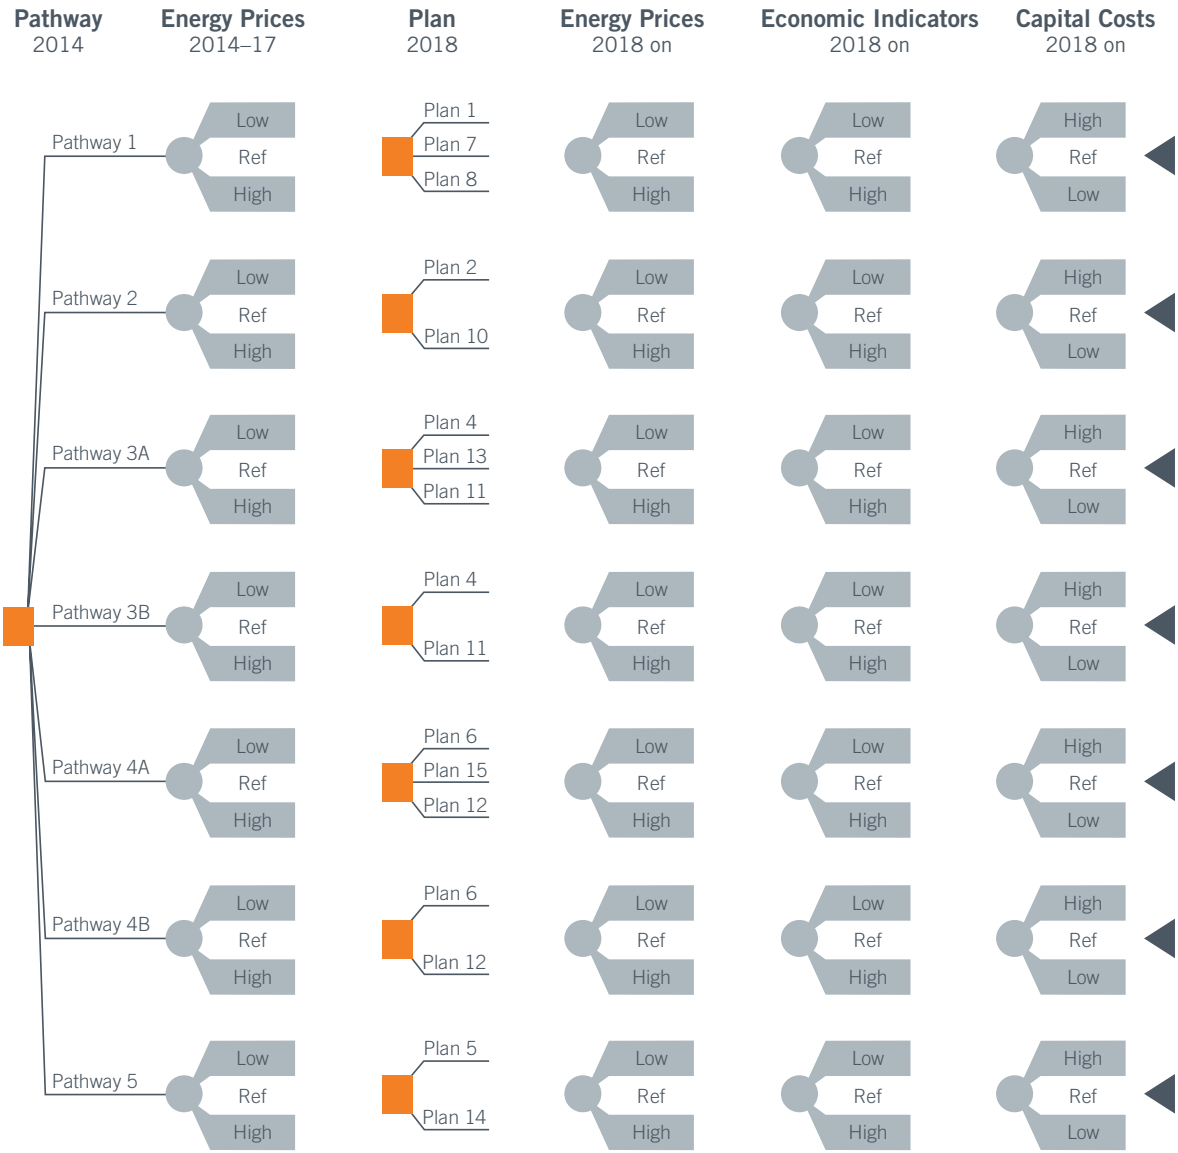 Pathway Energy Prices Plan Energy Prices Economic Indicators Capital Costs
2014 2014–17 2018 2018 on 2018 on 2018 on
Pathway 1
Low
Ref
High
Plan 1
Plan 7
Plan 8
Low
Ref
High
Low
Ref
High
High
Ref
Low
Pathway 2
Low
Ref
High
Plan 2
Plan 10
Low
Ref
High
Low
Ref
High
High
Ref
Low
Pathway 3A
Low
Ref
High
Plan 4
Plan 13
Plan 11
Low
Ref
High
Low
Ref
High
High
Ref
Low
Pathway 3B
Low
Ref
High
Plan 4
Plan 11
Low
Ref
High
Low
Ref
High
High
Ref
Low
Pathway 4A
Low
Ref
High
Plan 6
Plan 15
Plan 12
Low
Ref
High
Low
Ref
High
High
Ref
Low
Pathway 4B
Low
Ref
High
Plan 6
Plan 12
Low
Ref
High
Low
Ref
High
High
Ref
Low
Pathway 5
Low
Ref
High
Plan 5
Plan 14
Low
Ref
High
Low
Ref
High
High
Ref
Low